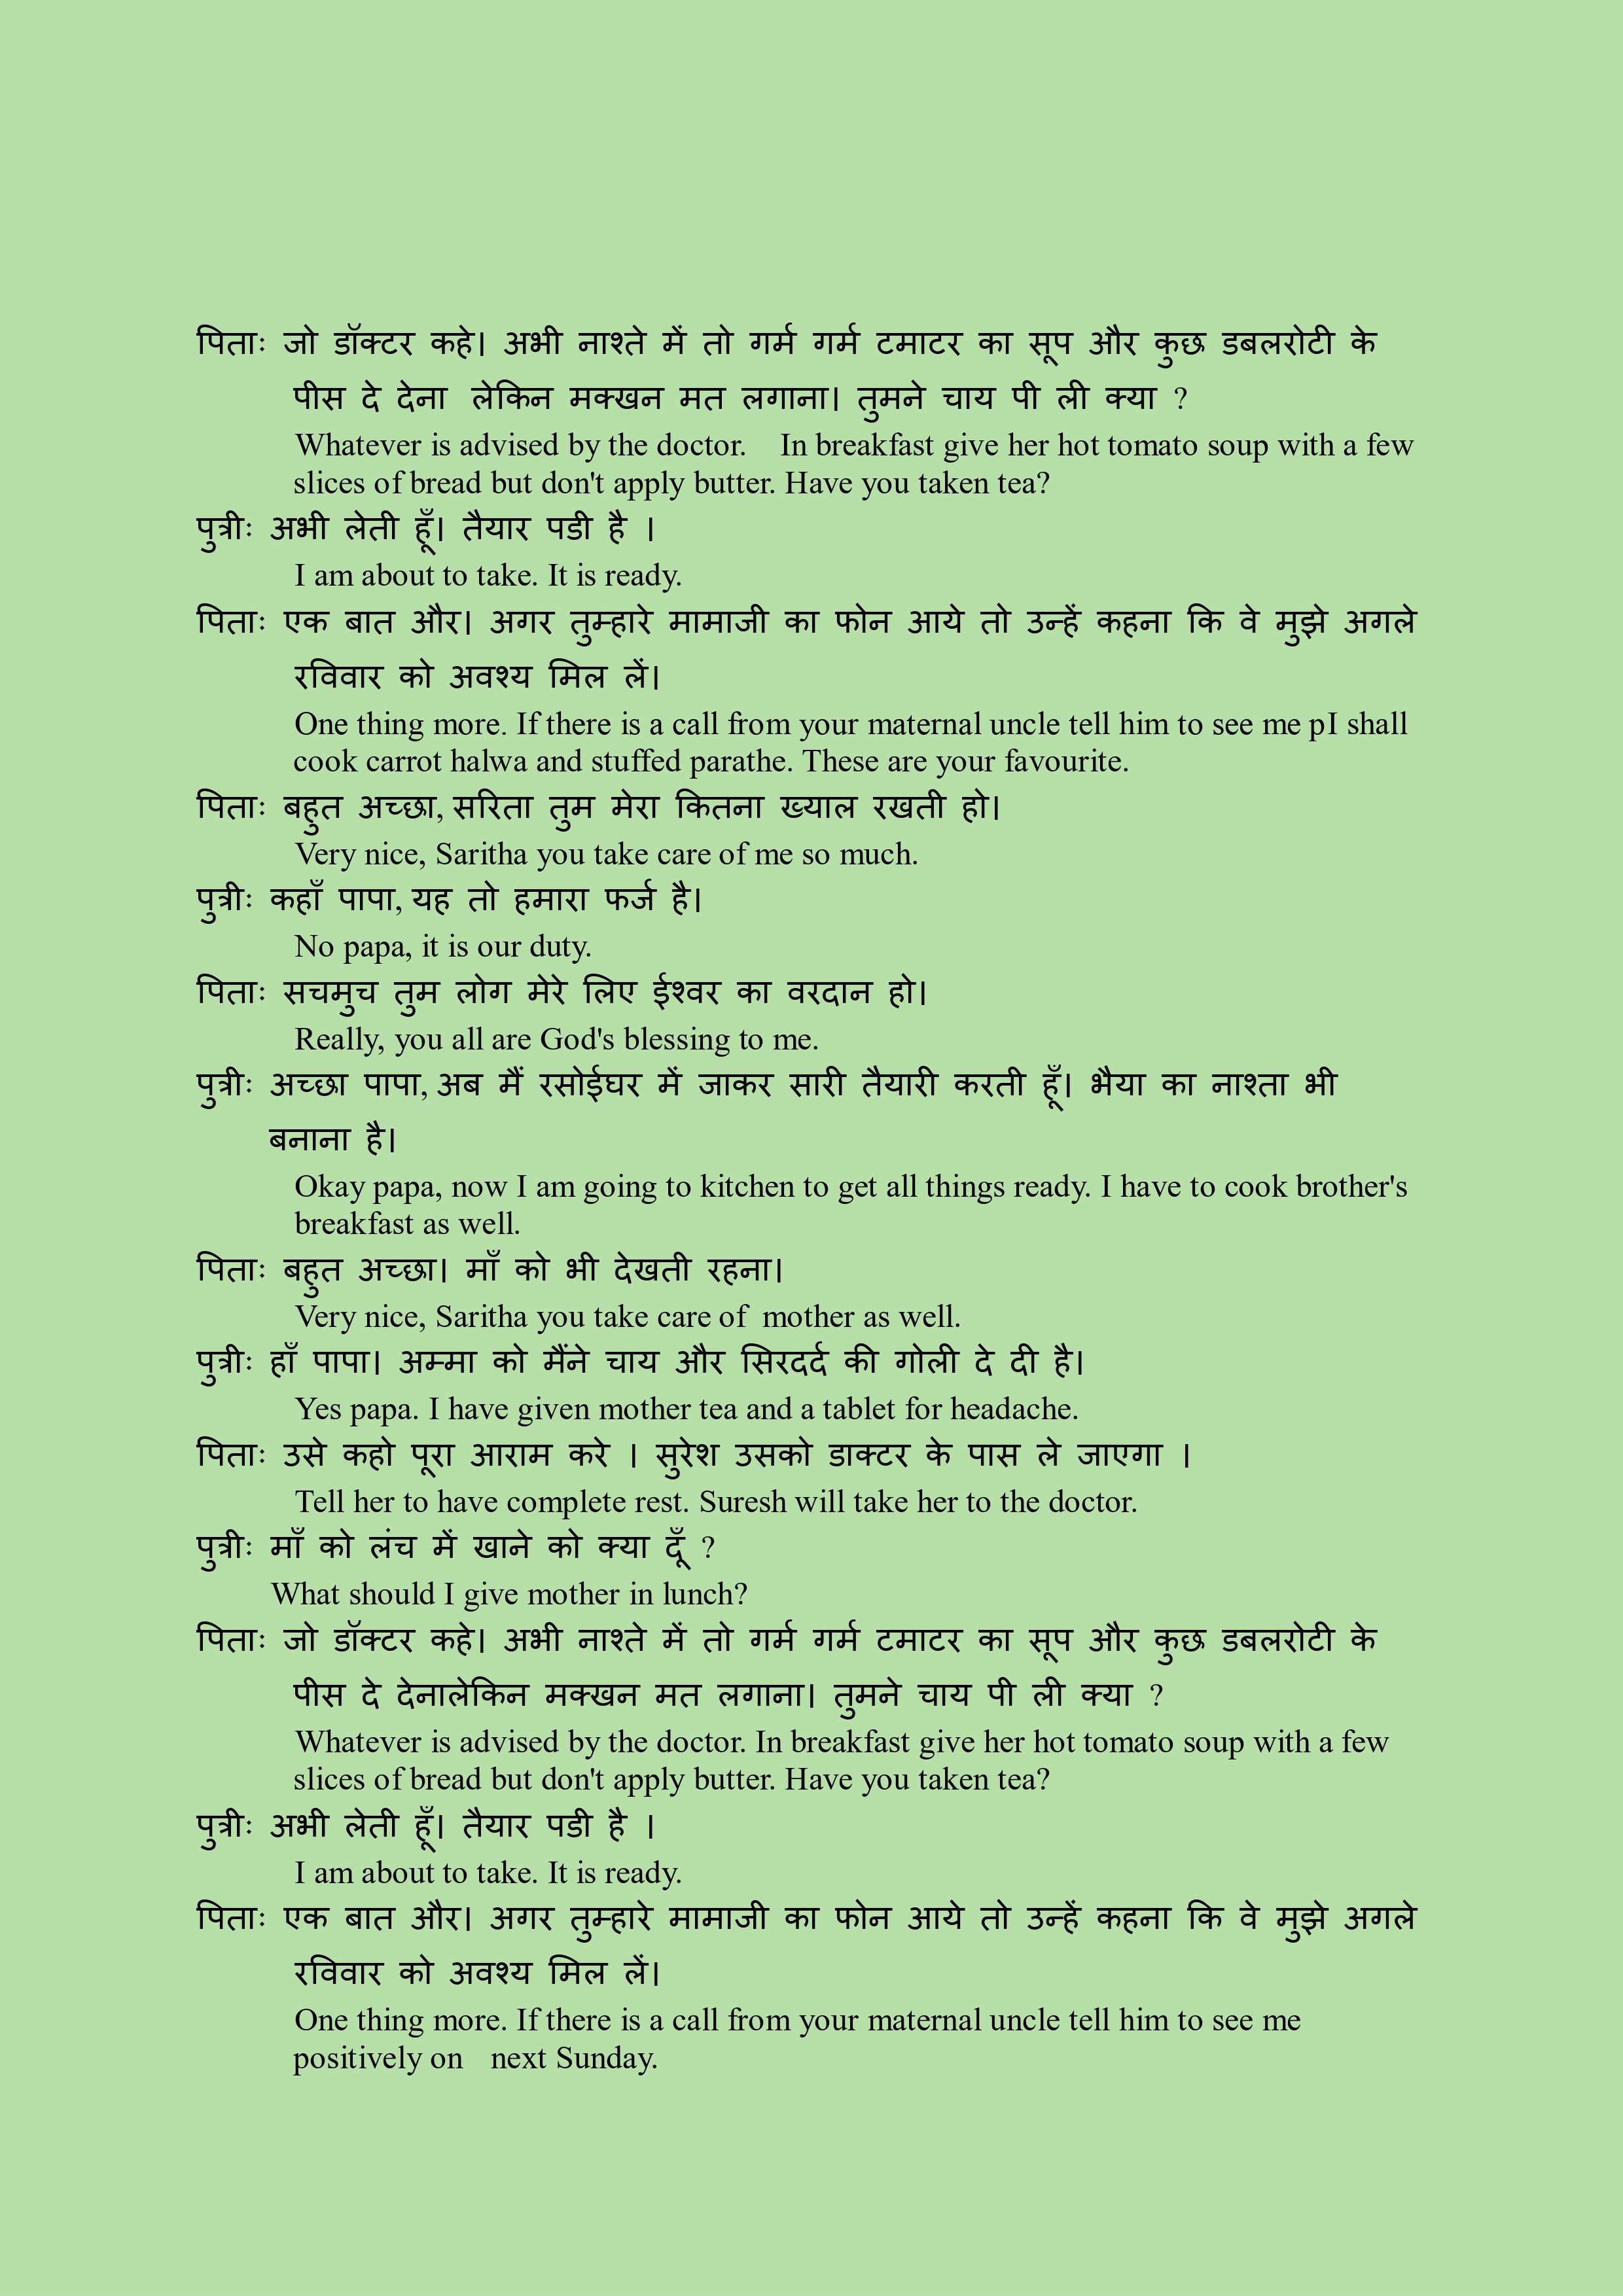 पिताः जो डॉक्टर कहे। अभी नाश्ते में तो गर्म गर्म टमाटर का सूप और कुछ डबलरोटी के
पीस दे देना लेकिन मक्खन मत लगाना। तुमने चाय पी ली क्या ?
Whatever is advised by the doctor. In breakfast give her hot tomato soup with a few
slices of bread but don't apply butter. Have you taken tea?
पुत्रीः अभी लेती हूँ। तैयार पडी है ।
I am about to take. It is ready.
पिताः एक बात और। अगर तुम्हारे मामाजी का फोन आये तो उन्हें कहना कि वे मुझे अगले
रविवार को अवश्य मिल लें।
One thing more. If there is a call from your maternal uncle tell him to see me pI shall
cook carrot halwa and stuffed parathe. These are your favourite.
पिताः बहुत अच्छा, सरिता तुम मेरा कितना ख्याल रखती हो।
Very nice, Saritha you take care of me so much.
पुत्रीः कहाँ पापा, यह तो हमारा फर्ज है।
No papa, it is our duty.
पिताः सचमुच तुम लोग मेरे लिए ईश्वर का वरदान हो।
Really, you all are God's blessing to me.
पुत्रीः अच्छा पापा, अब मैं रसोईघर में जाकर सारी तैयारी करती हूँ। भैया का नाश्ता भी
बनाना है।
Okay papa, now I am going to kitchen to get all things ready. I have to cook brother's
breakfast as well.
पिताः बहुत अच्छा। माँ को भी देखती रहना।
Very nice, Saritha you take care of mother as well.
पुत्रीः हाँ पापा। अम्मा को मैंने चाय और सिरदर्द की गोली दे दी है।
Yes papa. I have given mother tea and a tablet for headache.
पिताः उसे कहो पूरा आराम करे । सुरेश उसको डाक्टर के पास ले जाएगा ।
Tell her to have complete rest. Suresh will take her to the doctor.
पुत्रीः माँ को लंच में खाने को क्या दूँ ?
What should I give mother in lunch?
पिताः जो डॉक्टर कहे। अभी नाश्ते में तो गर्म गर्म टमाटर का सूप और कुछ डबलरोटी के
पीस दे देनालेकिन मक्खन मत लगाना। तुमने चाय पी ली क्या ?
Whatever is advised by the doctor. In breakfast give her hot tomato soup with a few
slices of bread but don't apply butter. Have you taken tea?
पुत्रीः अभी लेती हूँ। तैयार पडी है ।
I am about to take. It is ready.
पिताः एक बात और। अगर तुम्हारे मामाजी का फोन आये तो उन्हें कहना कि वे मुझे अगले
रविवार को अवश्य मिल लें।
One thing more. If there is a call from your maternal uncle tell him to see me
positively on next Sunday.